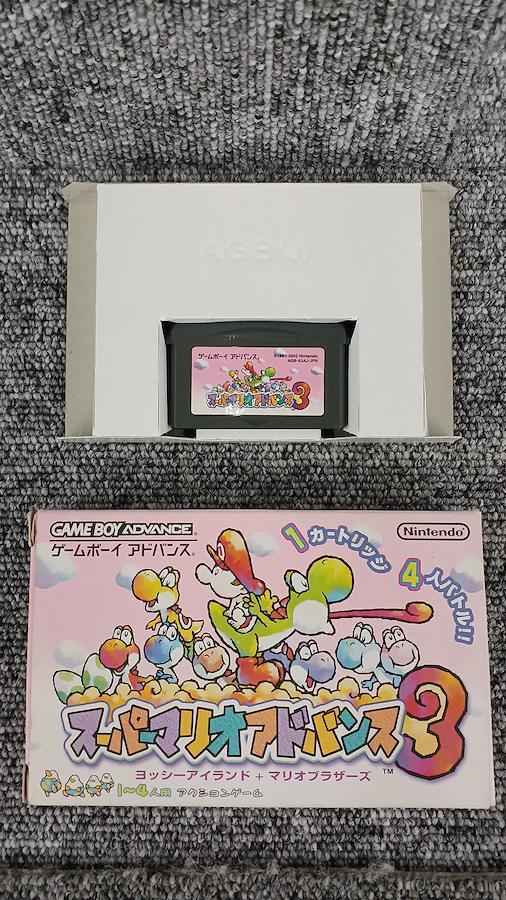 AGB(J)
ゲームボーイ アドバンス
©1983-2002 Nintendo
AGB-A3AJ-JPN
スーパーマリオアドバンス3
GAME BOY ADVANCE
ゲームボーイ アドバンス
Nintendo
1カートリッジ
4人バトル!!
スーパーマリオアドバンス3
ヨッシーアイランド + マリオブラザーズ
TM
1〜4人用 アクションゲーム